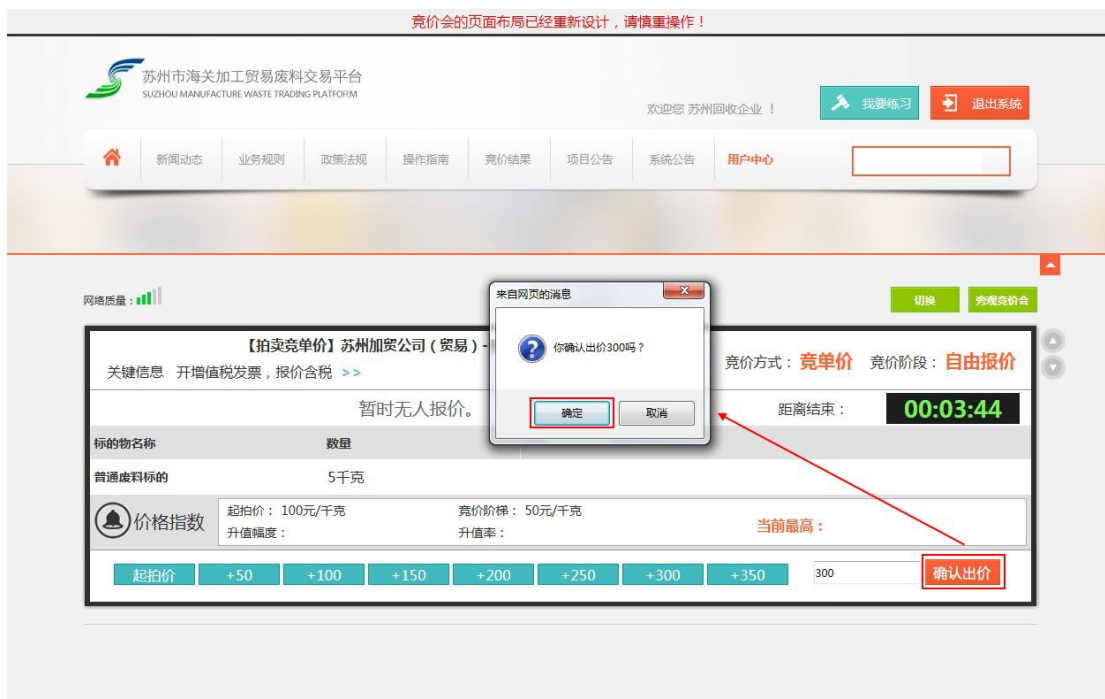 竞价会的页面布局已经重新设计，请慎重操作！
苏州市海关加工贸易废料交易平台
SUZHOU MANUFACTURE WASTE TRADING PLATFORM
欢迎您 苏州回收企业 ！
我要练习
退出系统
新闻动态 业务规则 政策法规 操作指南 竞价结果 项目公告 系统公告 用户中心
网络质量：
切换
旁观竞价会
来自网页的消息
你确认出价300吗？
确定 取消
【拍卖竞单价】苏州加贸公司（贸易）-
关键信息 开增值税发票，报价含税 >>
竞价方式：竞单价 竞价阶段：自由报价
暂时无人报价。
距离结束： 00:03:44
标的物名称 数量
普通废料标的 5千克
价格指数
起拍价： 100元/千克 竞价阶梯： 50元/千克
升值幅度： 升值率：
当前最高：
起拍价 +50 +100 +150 +200 +250 +300 +350 300 确认出价